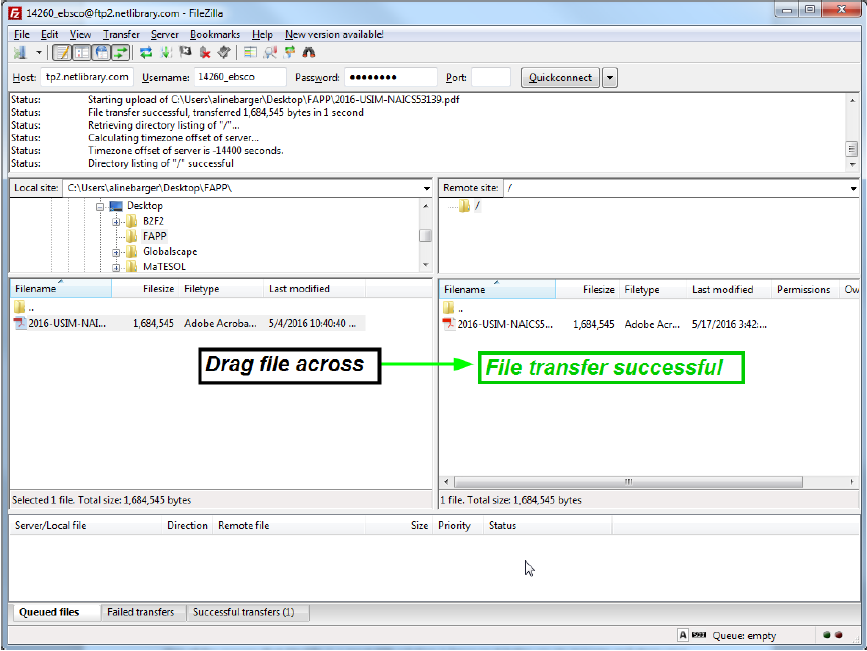 14260_ebsco@ftp2.netlibrary.com - FileZilla
File Edit View Transfer Server Bookmarks Help New version available!
Host: tp2.netlibrary.com Username: 14260_ebsco Password: ●●●●●●●● Port: Quickconnect
Status: Starting upload of C:\Users\alinebarger\Desktop\FAPP\2016-USIM-NAICS53139.pdf
Status: File transfer successful, transferred 1,684,545 bytes in 1 second
Status: Retrieving directory listing of "/"...
Status: Calculating timezone offset of server...
Status: Timezone offset of server is -14400 seconds.
Status: Directory listing of "/" successful
Local site: C:\Users\alinebarger\Desktop\FAPP\
Remote site: /
Desktop
B2F2
FAPP
Globalscape
MaTESOL
/
Filename Filesize Filetype Last modified
..
2016-USIM-NAI... 1,684,545 Adobe Acroba... 5/4/2016 10:40:40 ...
Filename Filesize Filetype Last modified Permissions Ow
..
2016-USIM-NAICS5... 1,684,545 Adobe Acr... 5/17/2016 3:42:...
Drag file across
File transfer successful
Selected 1 file. Total size: 1,684,545 bytes
1 file. Total size: 1,684,545 bytes
Server/Local file Direction Remote file Size Priority Status
Queued files Failed transfers Successful transfers (1)
A Queue: empty